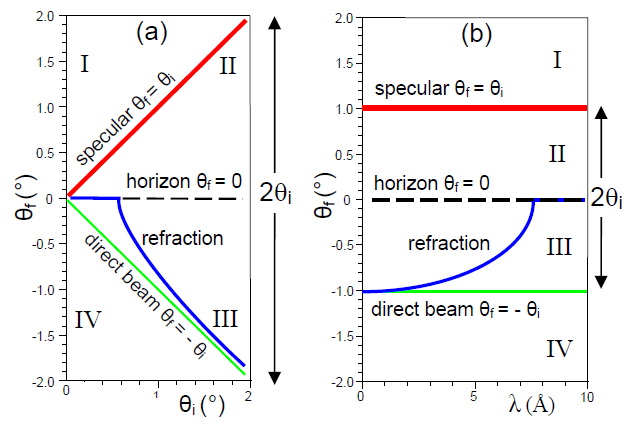 (a)
2.0
1.5
1.0
0.5
0
-0.5
-1.0
-1.5
-2.0
θf (°)
I
II
specular θf = θi
horizon θf = 0
refraction
direct beam θf = - θi
IV
III
0
1
2
θi (°)
2θi
(b)
2.0
1.5
1.0
0.5
0
-0.5
-1.0
-1.5
-2.0
θf (°)
I
specular θf = θi
II
horizon θf = 0
refraction
III
direct beam θf = - θi
IV
0
5
10
λ (Å)
2θi